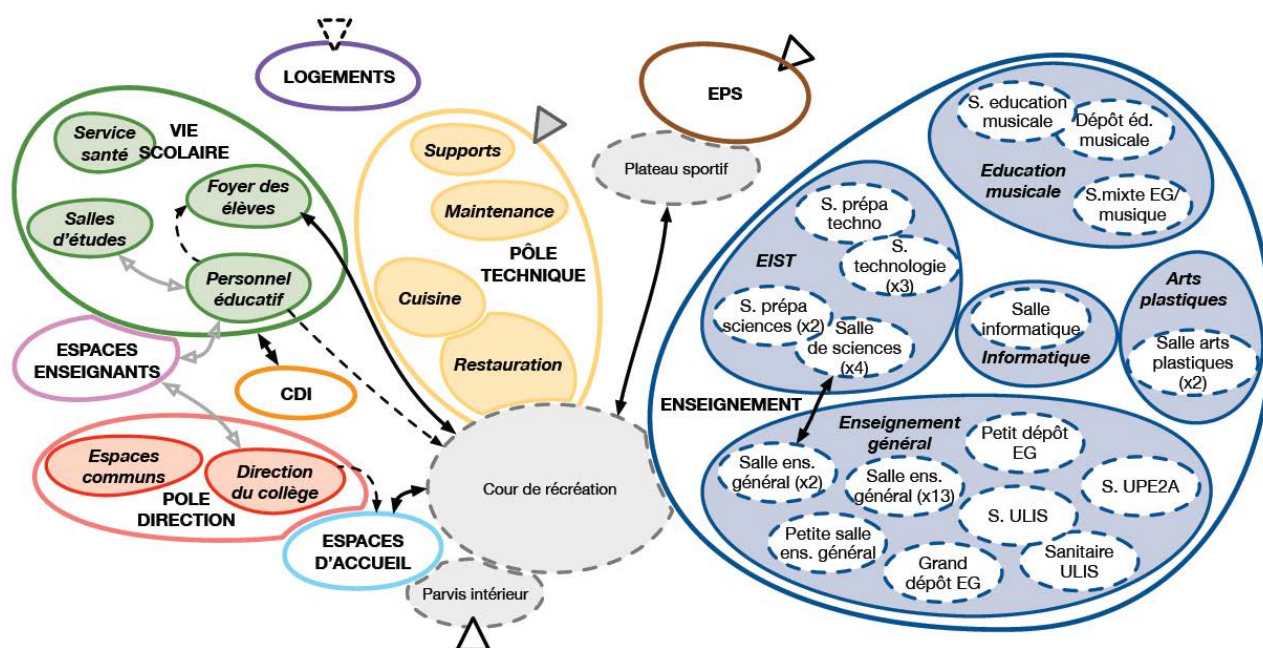 LOGEMENTS
EPS
Plateau sportif
VIE
SCOLAIRE
Service
santé
Foyer des
élèves
Salles
d'études
Personnel
éducatif
Supports
Maintenance
PÔLE
TECHNIQUE
Cuisine
Restauration
ESPACES
ENSEIGNANTS
CDI
Espaces
communs
Direction
du collège
POLE
DIRECTION
ESPACES
D'ACCUEIL
Cour de récréation
Parvis intérieur
ENSEIGNEMENT
S. education
musicale
Dépôt éd.
musicale
Education
musicale
S.mixte EG/
musique
S. prépa
techno
EIST
S.
technologie
(x3)
S. prépa
sciences (x2)
Salle
de sciences
(x4)
Salle
informatique
Informatique
Arts
plastiques
Salle arts
plastiques
(x2)
Enseignement
général
Petit dépôt
EG
Salle ens.
général (x2)
Salle ens.
général (x13)
S. UPE2A
S. ULIS
Petite salle
ens. général
Grand
dépôt EG
Sanitaire
ULIS